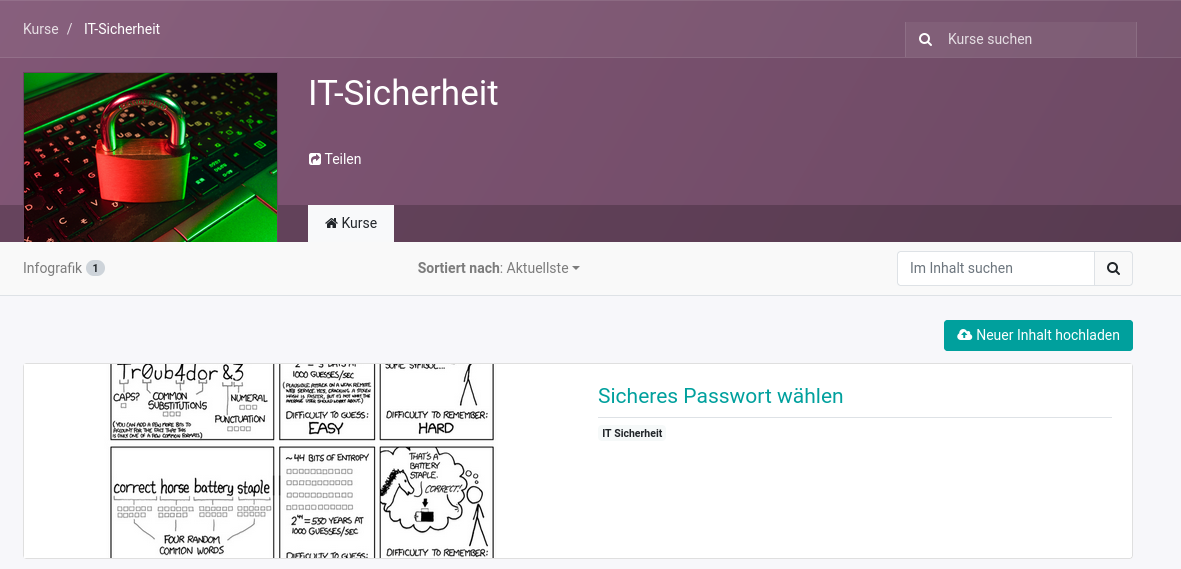 Kurse / IT-Sicherheit
Kurse suchen
IT-Sicherheit
Teilen
Kurse
Infografik 1
Sortiert nach: Aktuellste
Im Inhalt suchen
Neuer Inhalt hochladen
Sicheres Passwort wählen
IT Sicherheit
Tr0ub4dor &3
CAPS?
COMMON
SUBSTITUTIONS
NUMERAL
PUNCTUATION
(YOU CAN ADD A FEW MORE BITS TO
ACCOUNT FOR THE FACT THAT THIS
IS ONLY ONE OF A FEW COMMON FORMATS.)
1000 GUESSES/SEC
(PLAUSIBLE ATTACK ON A WEAK REMOTE
WEB SERVICE. YES, CRACKING A STOLEN
HASH IS FASTER, BUT IT'S NOT WHAT THE
AVERAGE USER SHOULD WORRY ABOUT.)
DIFFICULTY TO GUESS:
EASY
DIFFICULTY TO REMEMBER:
HARD
correct horse battery staple
FOUR RANDOM
COMMON WORDS
~44 BITS OF ENTROPY
2^44 = 550 YEARS AT
1000 GUESSES/SEC
DIFFICULTY TO GUESS:
THAT'S A
BATTERY
STAPLE.
CORRECT!
DIFFICULTY TO REMEMBER: